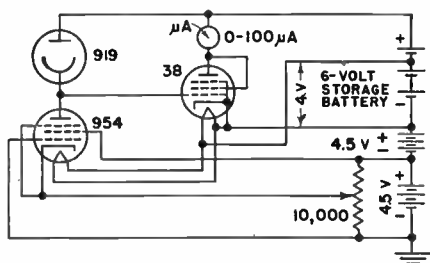 919
μA
0-100μA
38
954
4V
6-VOLT
STORAGE
BATTERY
+
-
4.5 V
+
-
4.5 V
+
-
10,000